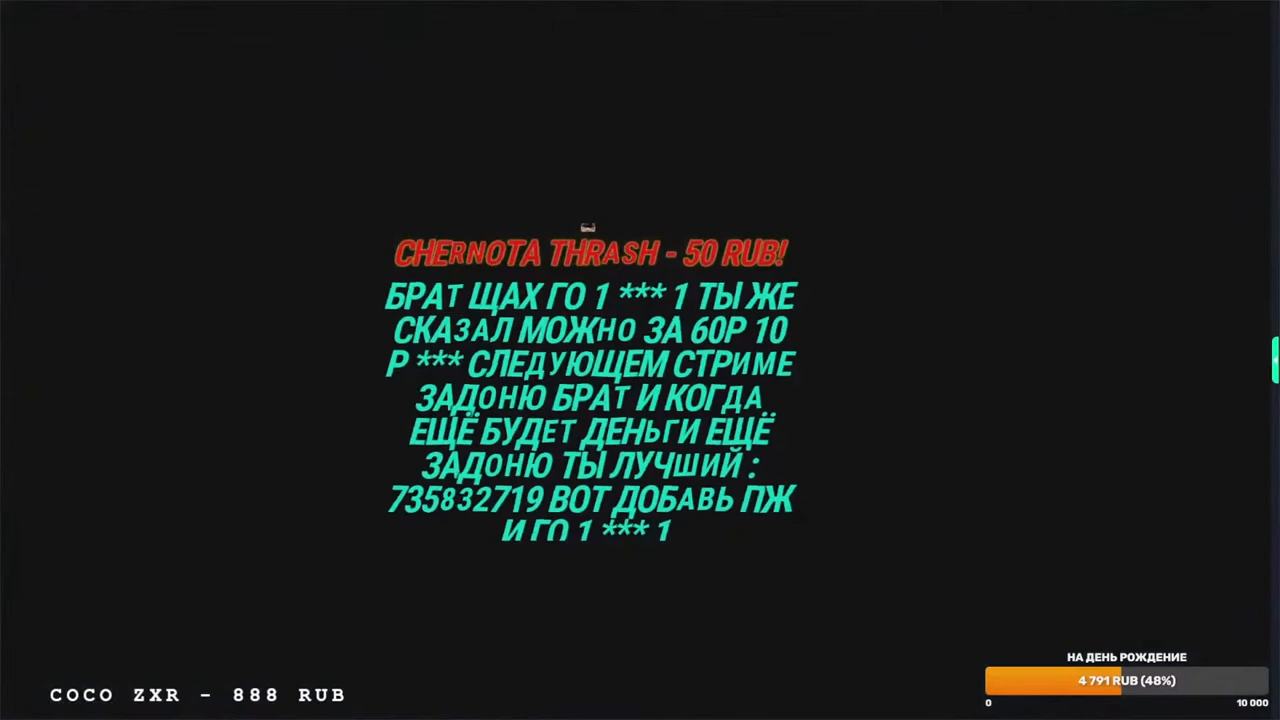 CHERNOTA THRASH - 50 RUB!
БРАТ ЩАХ ГО 1 *** 1 ТЫ ЖЕ
СКАЗАЛ МОЖНО ЗА 60Р 10
Р *** СЛЕДУЮЩЕМ СТРИМЕ
ЗАДОНЮ БРАТ И КОГДА
ЕЩЁ БУДЕТ ДЕНЬГИ ЕЩЁ
ЗАДОНЮ ТЫ ЛУЧШИЙ :
735832719 ВОТ ДОБАВЬ ПЖ
И ГО 1 *** 1
НА ДЕНЬ РОЖДЕНИЕ
4 791 RUB (48%)
0 10 000
COCO ZXR - 888 RUB